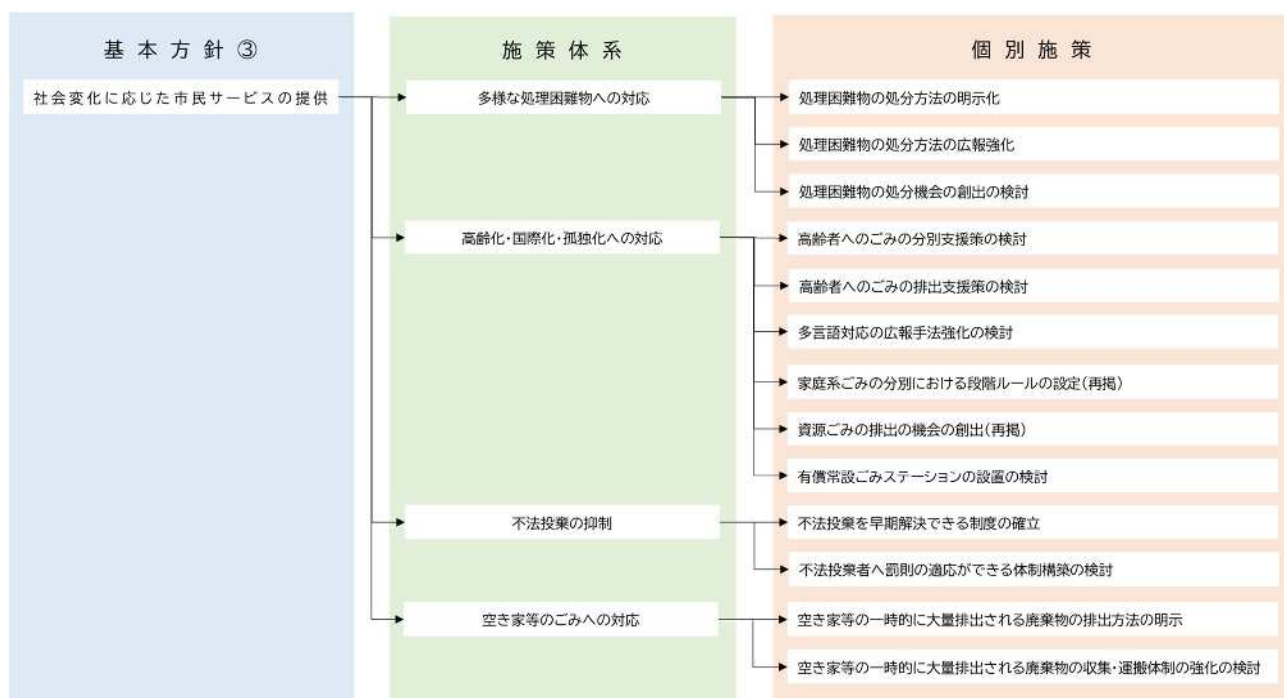 基本方針③
施策体系
個別施策
社会変化に応じた市民サービスの提供
多様な処理困難物への対応
処理困難物の処分方法の明示化
処理困難物の処分方法の広報強化
処理困難物の処分機会の創出の検討
高齢化・国際化・孤独化への対応
高齢者へのごみの分別支援策の検討
高齢者へのごみの排出支援策の検討
多言語対応の広報手法強化の検討
家庭系ごみの分別における段階ルールの設定(再掲)
資源ごみの排出の機会の創出(再掲)
有償常設ごみステーションの設置の検討
不法投棄の抑制
不法投棄を早期解決できる制度の確立
不法投棄者へ罰則の適応ができる体制構築の検討
空き家等のごみへの対応
空き家等の一時的に大量排出される廃棄物の排出方法の明示
空き家等の一時的に大量排出される廃棄物の収集・運搬体制の強化の検討